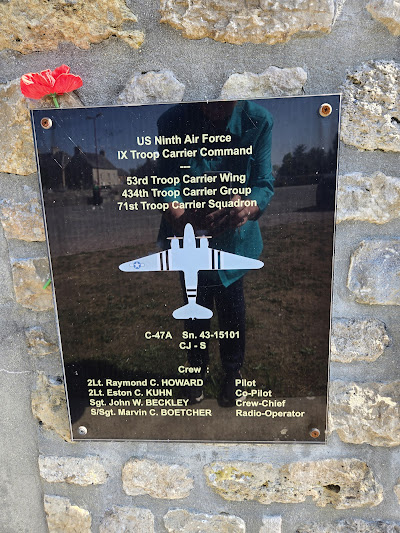 US Ninth Air Force
IX Troop Carrier Command
---
53rd Troop Carrier Wing
434th Troop Carrier Group
71st Troop Carrier Squadron
C-47A Sn. 43-15101
CJ - S
Crew :
2Lt. Raymond C. HOWARD Pilot
2Lt. Eston C. KUHN Co-Pilot
Sgt. John W. BECKLEY Crew-Chief
S/Sgt. Marvin C. BOETCHER Radio-Operator